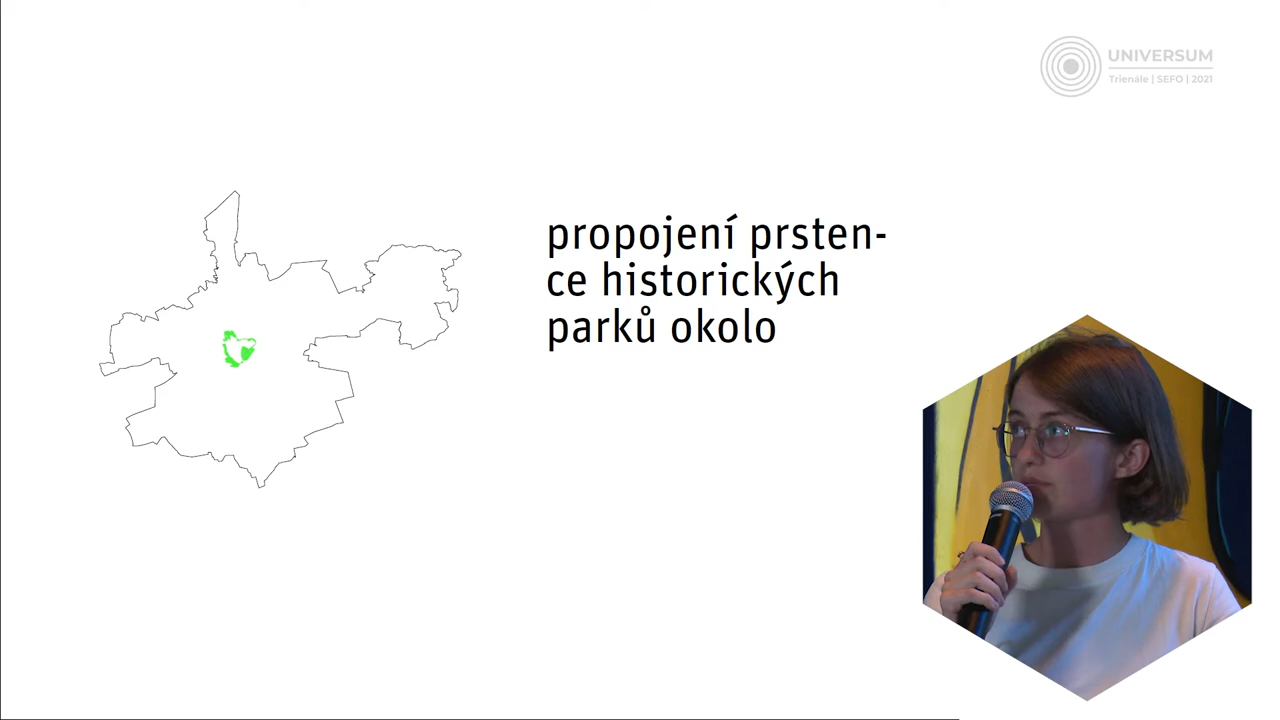 UNIVERSUM
Trienále | SEFO | 2021
propojení prsten-
ce historických
parků okolo